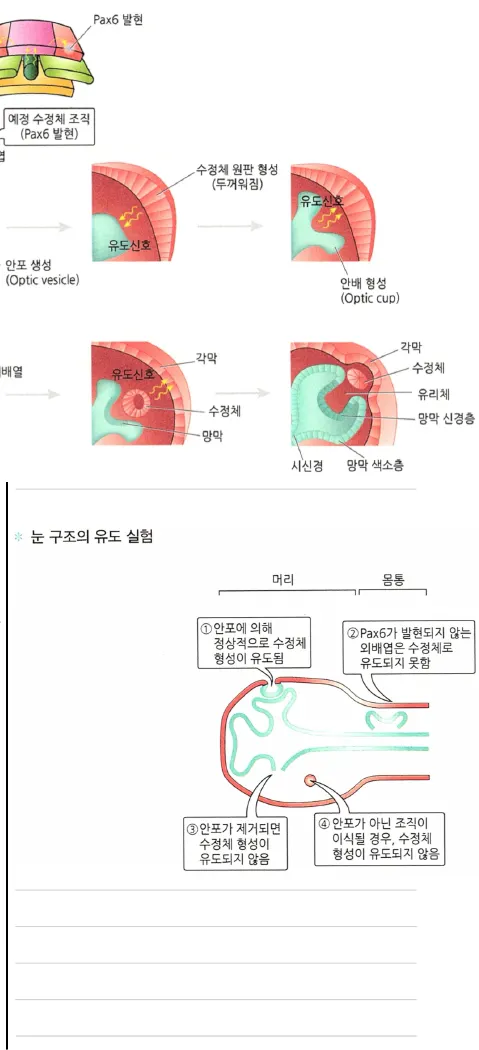 Pax6 발현
예정 수정체 조직
(Pax6 발현)
수정체 원판 형성
(두꺼워짐)
유도신호
유도신호
안포 생성
(Optic vesicle)
안배 형성
(Optic cup)
각막
유도신호
수정체
망막
각막
수정체
유리체
망막 신경층
시신경
망막 색소층
* 눈 구조의 유도 실험
머리
몸통
①안포에 의해
정상적으로 수정체
형성이 유도됨
②Pax6가 발현되지 않는
외배엽은 수정체로
유도되지 못함
③안포가 제거되면
수정체 형성이
유도되지 않음
④안포가 아닌 조직이
이식될 경우, 수정체
형성이 유도되지 않음